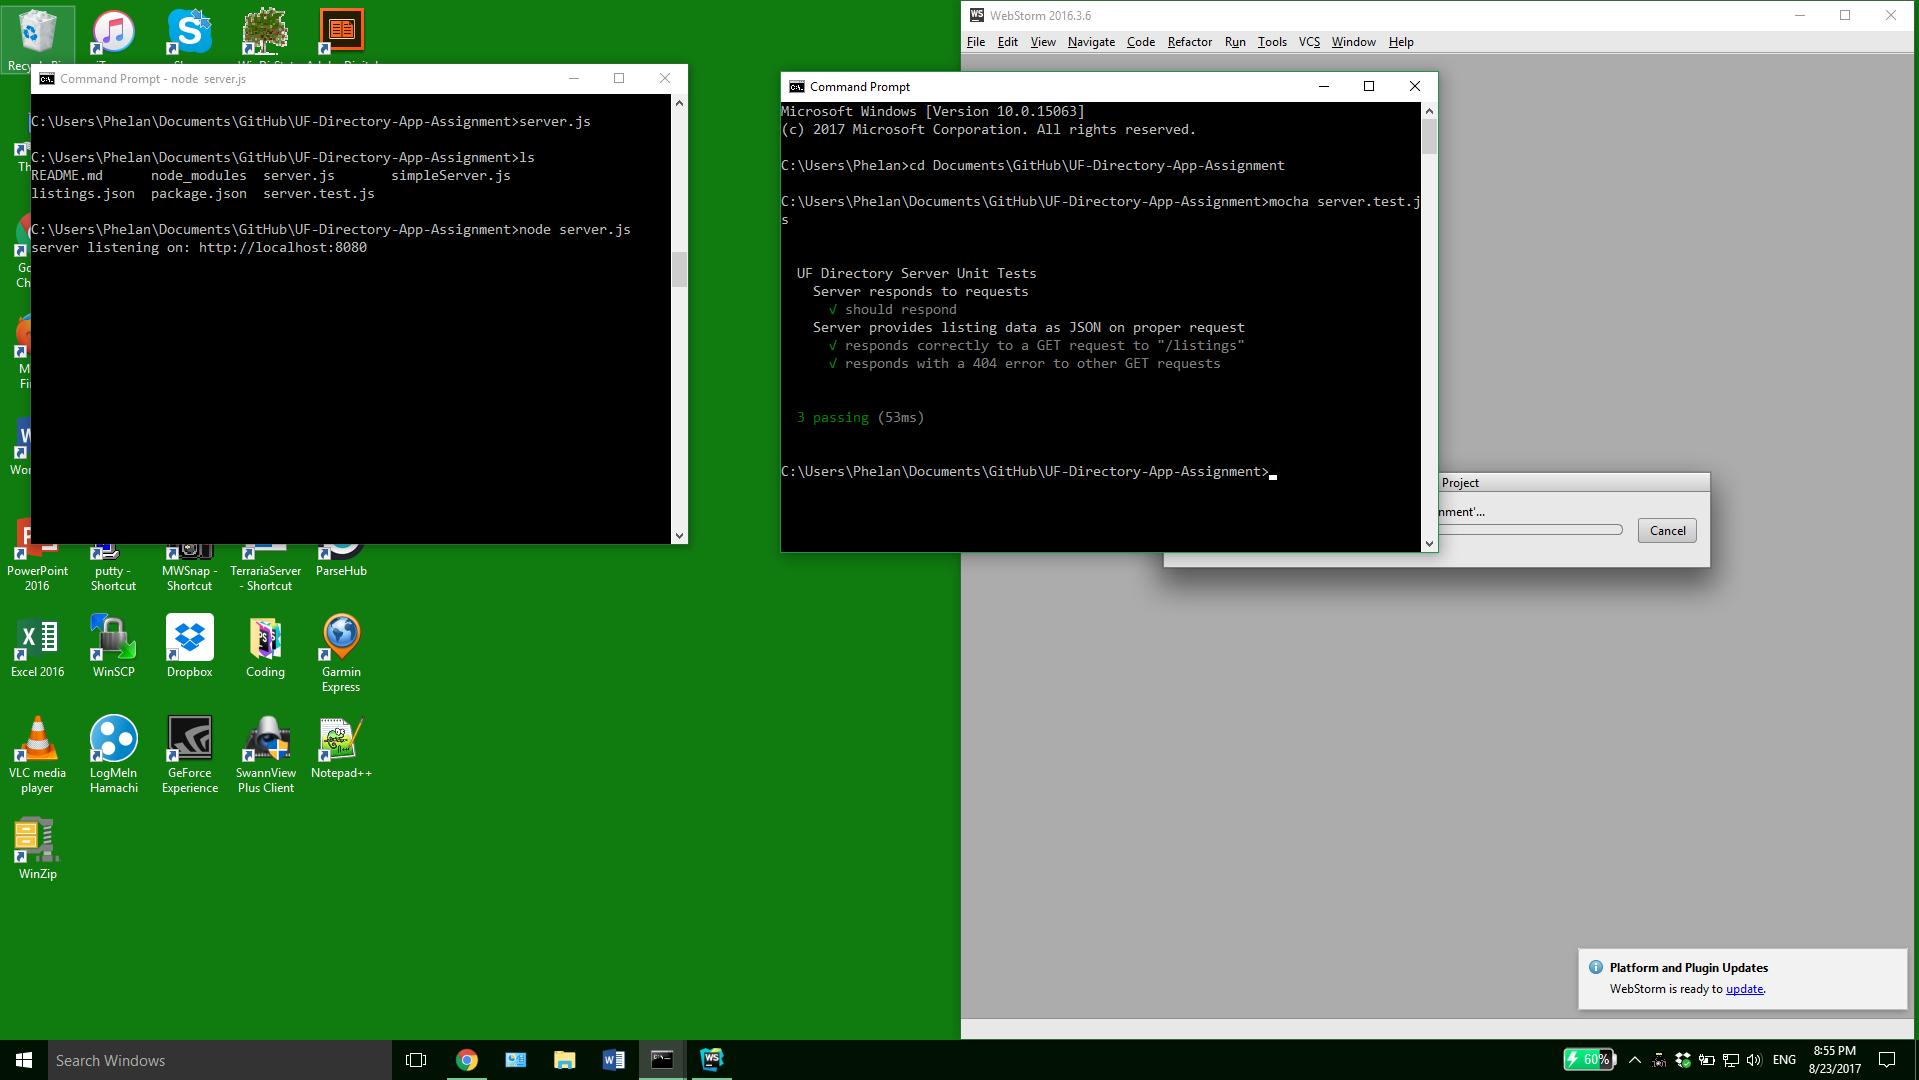 Recycle Bin
Command Prompt - node  server.js
C:\Users\Phelan\Documents\GitHub\UF-Directory-App-Assignment>server.js
C:\Users\Phelan\Documents\GitHub\UF-Directory-App-Assignment>ls
README.md      node_modules  server.js       simpleServer.js
listings.json  package.json  server.test.js
C:\Users\Phelan\Documents\GitHub\UF-Directory-App-Assignment>node server.js
server listening on: http://localhost:8080
PowerPoint 2016
putty - Shortcut
MWSnap - Shortcut
TerrariaServer - Shortcut
ParseHub
Excel 2016
WinSCP
Dropbox
Coding
Garmin Express
VLC media player
LogMeIn Hamachi
GeForce Experience
SwannView Plus Client
Notepad++
WinZip
WebStorm 2016.3.6
File Edit View Navigate Code Refactor Run Tools VCS Window Help
Command Prompt
Microsoft Windows [Version 10.0.15063]
(c) 2017 Microsoft Corporation. All rights reserved.
C:\Users\Phelan>cd Documents\GitHub\UF-Directory-App-Assignment
C:\Users\Phelan\Documents\GitHub\UF-Directory-App-Assignment>mocha server.test.j
s
UF Directory Server Unit Tests
Server responds to requests
√ should respond
Server provides listing data as JSON on proper request
√ responds correctly to a GET request to "/listings"
√ responds with a 404 error to other GET requests
3 passing (53ms)
C:\Users\Phelan\Documents\GitHub\UF-Directory-App-Assignment>
Project
nment'...
Cancel
Platform and Plugin Updates
WebStorm is ready to update.
Search Windows
60%
ENG
8:55 PM
8/23/2017